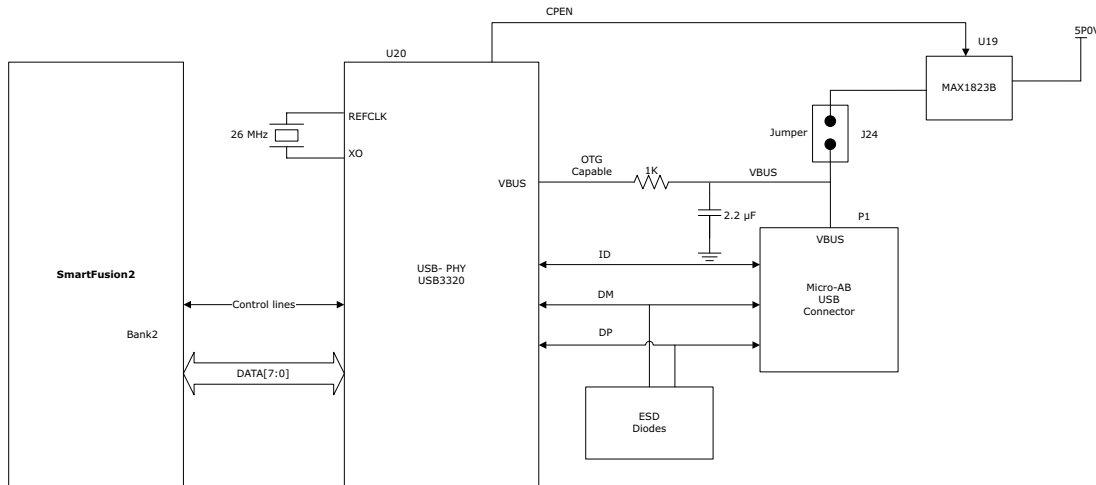 CPEN
5P0V
U19
U20
MAX1823B
REFCLK
26 MHz
XO
Jumper
J24
OTG
Capable
1K
VBUS
VBUS
2.2 µF
P1
VBUS
SmartFusion2
USB- PHY
USB3320
ID
Micro-AB
USB
Connector
Control lines
DM
Bank2
DP
DATA[7:0]
ESD
Diodes